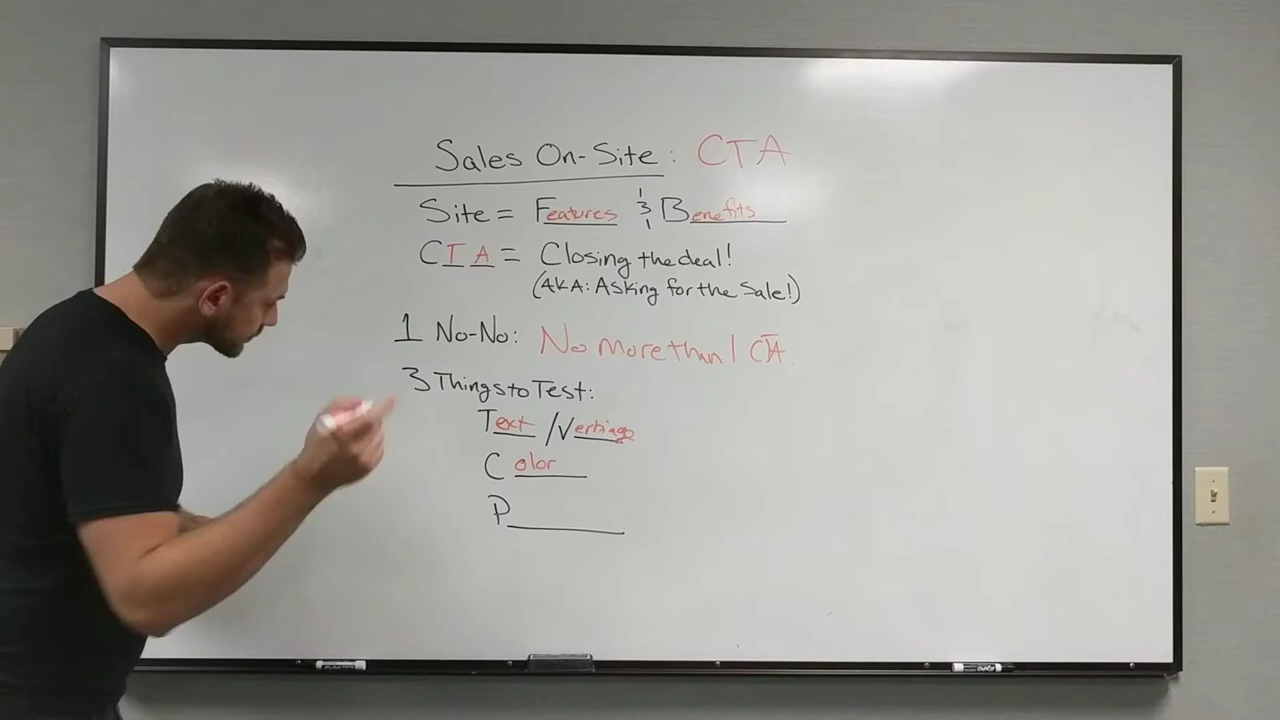 Sales On-Site: CTA
Site = Features & Benefits
CTA = Closing the deal!
(AKA: Asking for the Sale!)
1 No-No: No more than 1 CTA.
3 Things to Test:
Text / Verbiage
Color
P